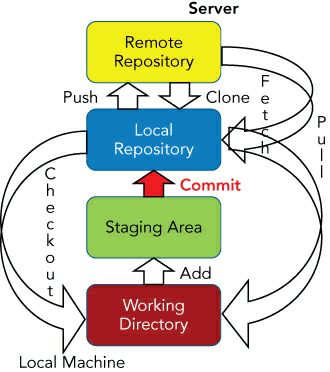 Server
Remote
Repository
Push
Clone
Fetch
Pull
Local
Repository
Checkout
Commit
Staging Area
Add
Working
Directory
Local Machine